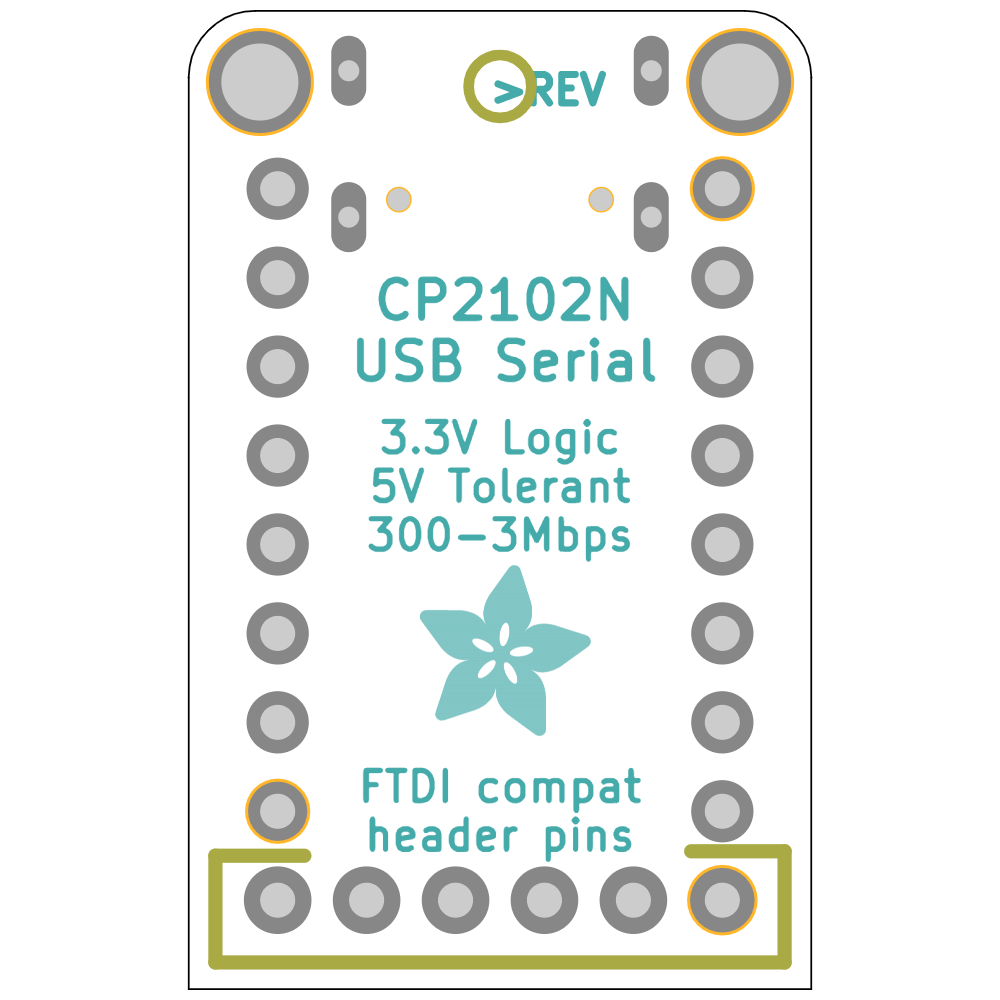 >REV
CP2102N
USB Serial
3.3V Logic
5V Tolerant
300-3Mbps
FTDI compat
header pins